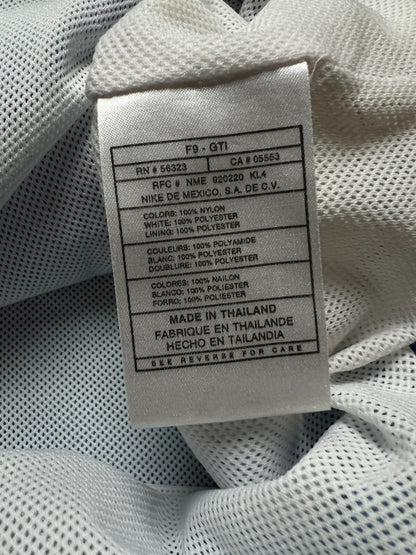 F9 - GTI
RN # 56323 CA # 05553
RFC # NME 920220 KL4
NIKE DE MEXICO, S.A. DE C.V.
COLORS: 100% NYLON
WHITE: 100% POLYESTER
LINING: 100% POLYESTER
COULEURS: 100% POLYAMIDE
BLANC: 100% POLYESTER
DOUBLURE: 100% POLYESTER
COLORES: 100% NAILON
BLANCO: 100% POLIESTER
FORRO: 100% POLIESTER
MADE IN THAILAND
FABRIQUE EN THAILANDE
HECHO EN TAILANDIA
SEE REVERSE FOR CARE